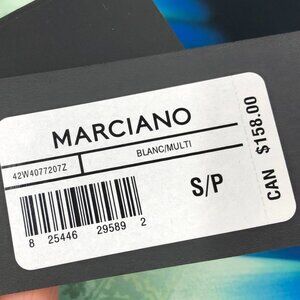 MARCIANO
42W4077207Z
BLANC/MULTI
S/P
8 25446 29589 2
CAN $158.00